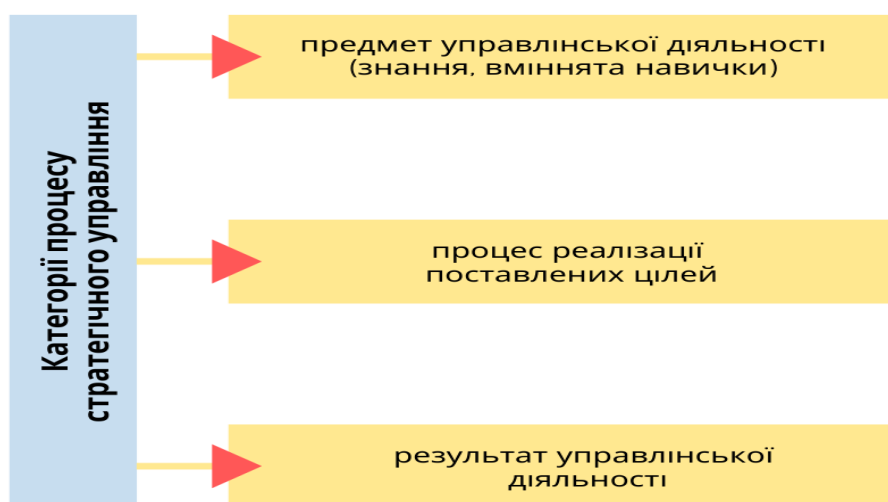 Категорії процесу
стратегічного управління
предмет управлінської діяльності
(знання, вміннята навички)
процес реалізації
поставлених цілей
результат управлінської
діяльності